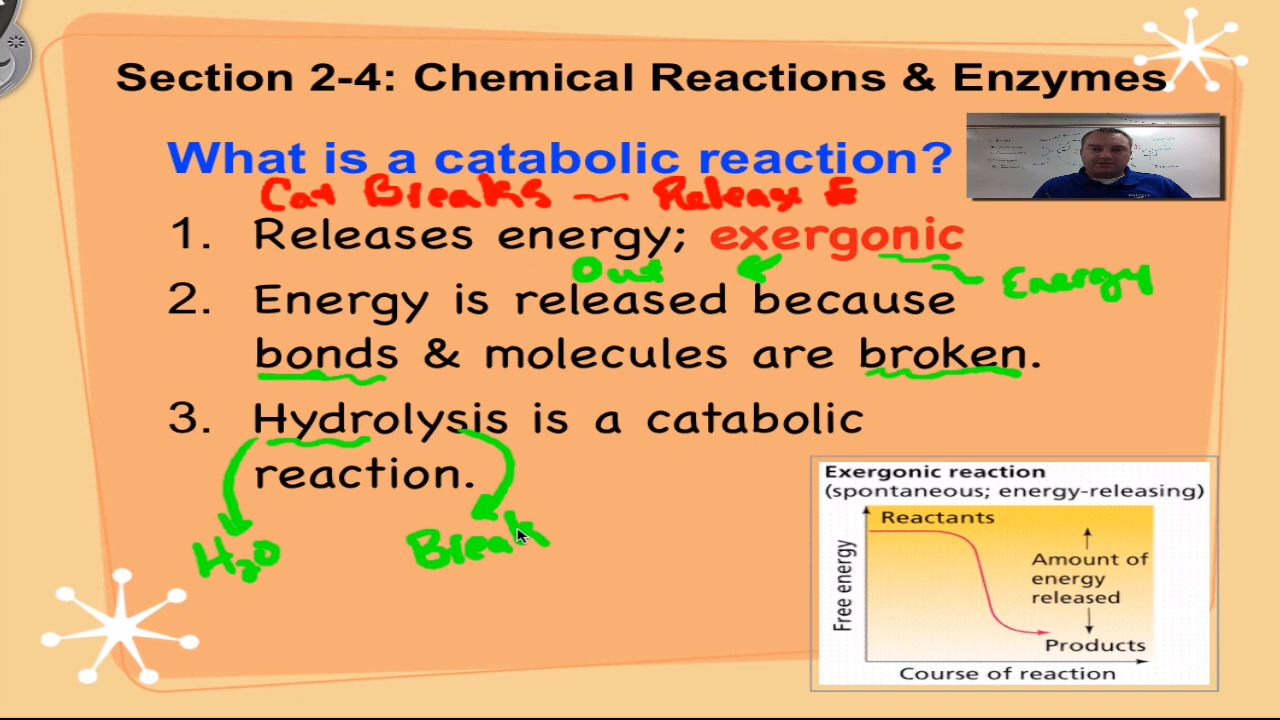 Section 2-4: Chemical Reactions & Enzymes
What is a catabolic reaction?
Cat Breaks ~ Release E
1. Releases energy; exergonic
Out
Energy
2. Energy is released because
bonds & molecules are broken.
3. Hydrolysis is a catabolic
reaction.
H2O
Break
Exergonic reaction
(spontaneous; energy-releasing)
Reactants
Free energy
Amount of
energy
released
Products
Course of reaction